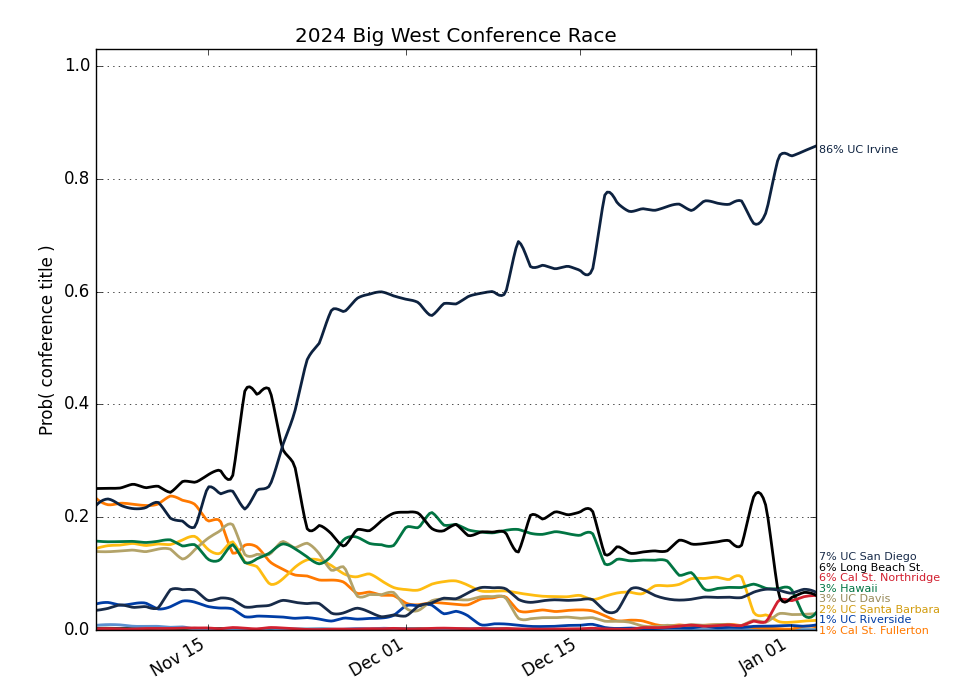 2024 Big West Conference Race
Prob( conference title )
1.0
0.8
0.6
0.4
0.2
0.0
Nov 15
Dec 01
Dec 15
Jan 01
86% UC Irvine
7% UC San Diego
6% Long Beach St.
6% Cal St. Northridge
3% Hawaii
3% UC Davis
2% UC Santa Barbara
1% UC Riverside
1% Cal St. Fullerton